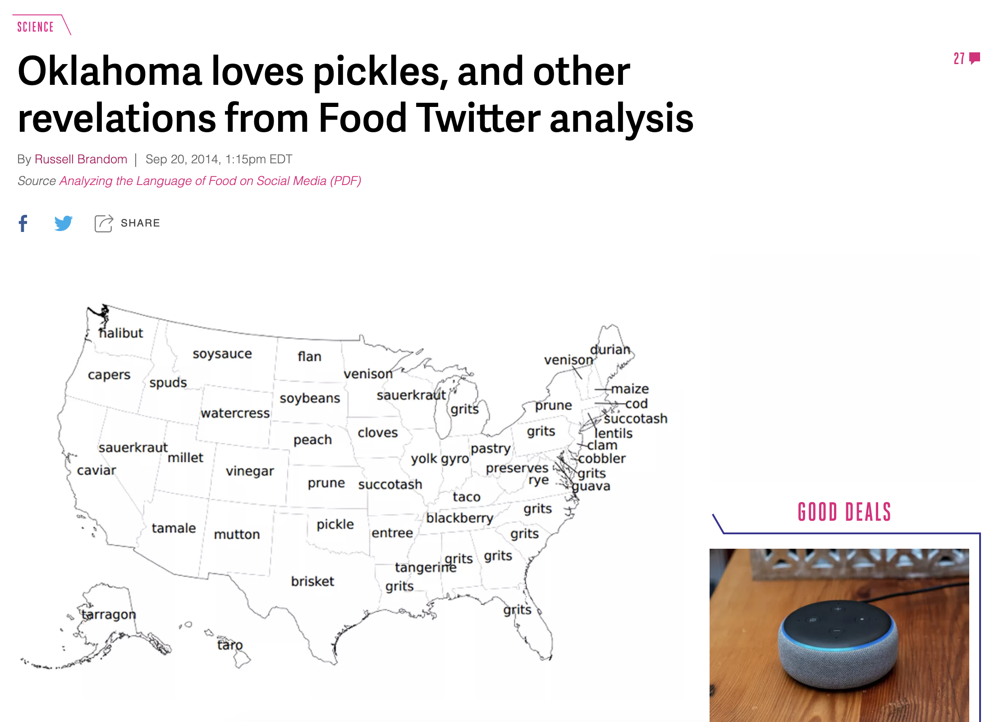 SCIENCE
Oklahoma loves pickles, and other
revelations from Food Twitter analysis
27
By Russell Brandom | Sep 20, 2014, 1:15pm EDT
Source Analyzing the Language of Food on Social Media (PDF)
SHARE
halibut
soysauce
flan
durian
venison
capers
spuds
venison
maize
sauerkraut
soybeans
cod
prune
grits
watercress
succotash
cloves
grits
lentils
peach
clam
sauerkraut
pastry
millet
yolk
gyro
cobbler
caviar
vinegar
preserves
grits
rye
prune
succotash
guava
taco
grits
blackberry
pickle
tamale
mutton
entree
grits
grits
grits
tangerine
brisket
grits
grits
tarragon
taro
GOOD DEALS